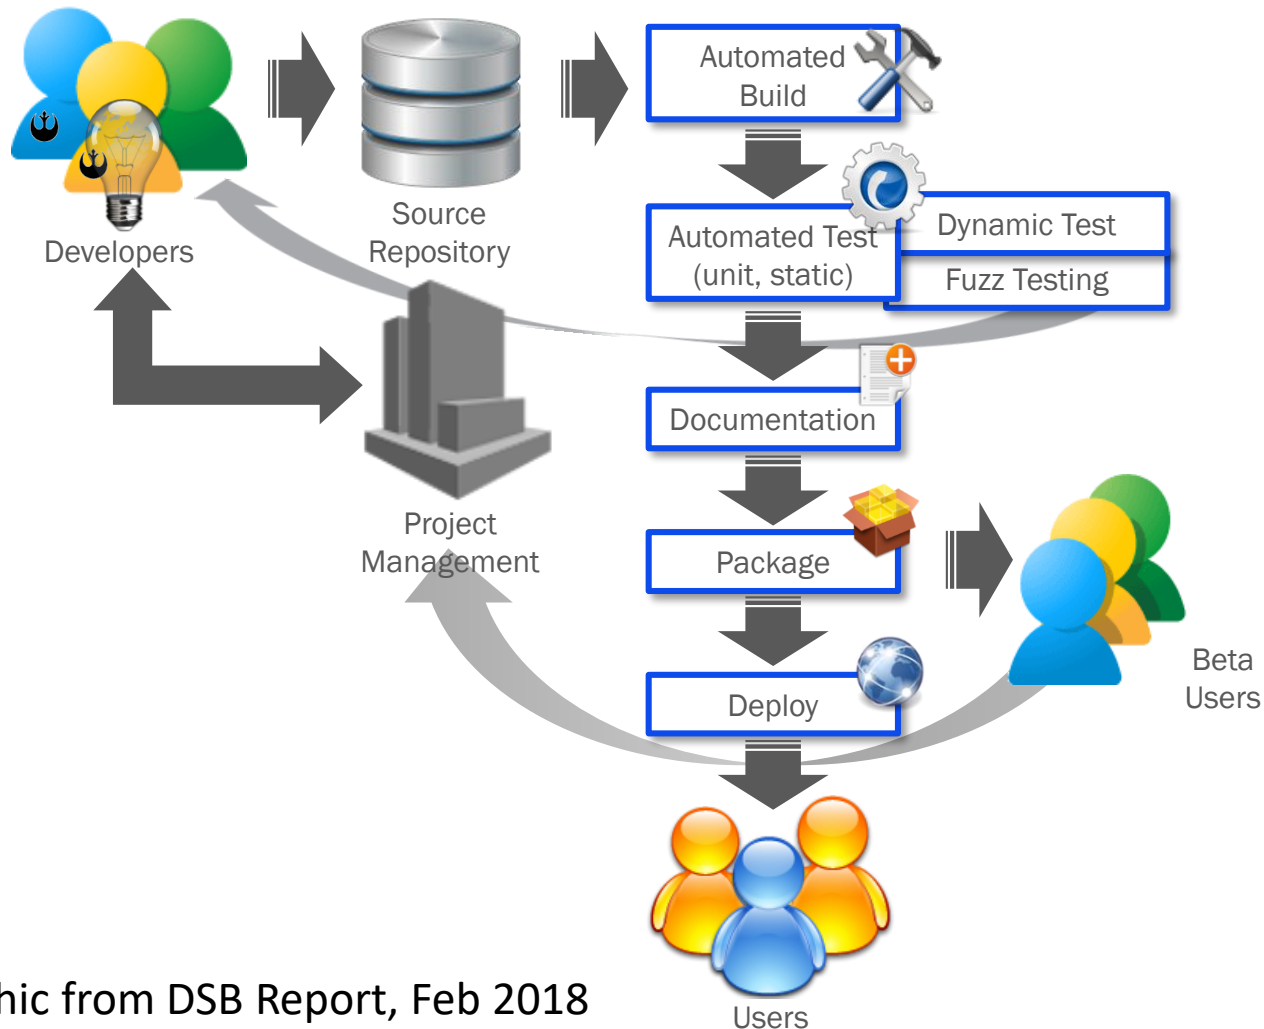 Automated
Build
Source
Repository
Developers
Automated Test
(unit, static)
Dynamic Test
Fuzz Testing
Documentation
Project
Management
Package
Beta
Users
Deploy
from DSB Report, Feb 2018
Users